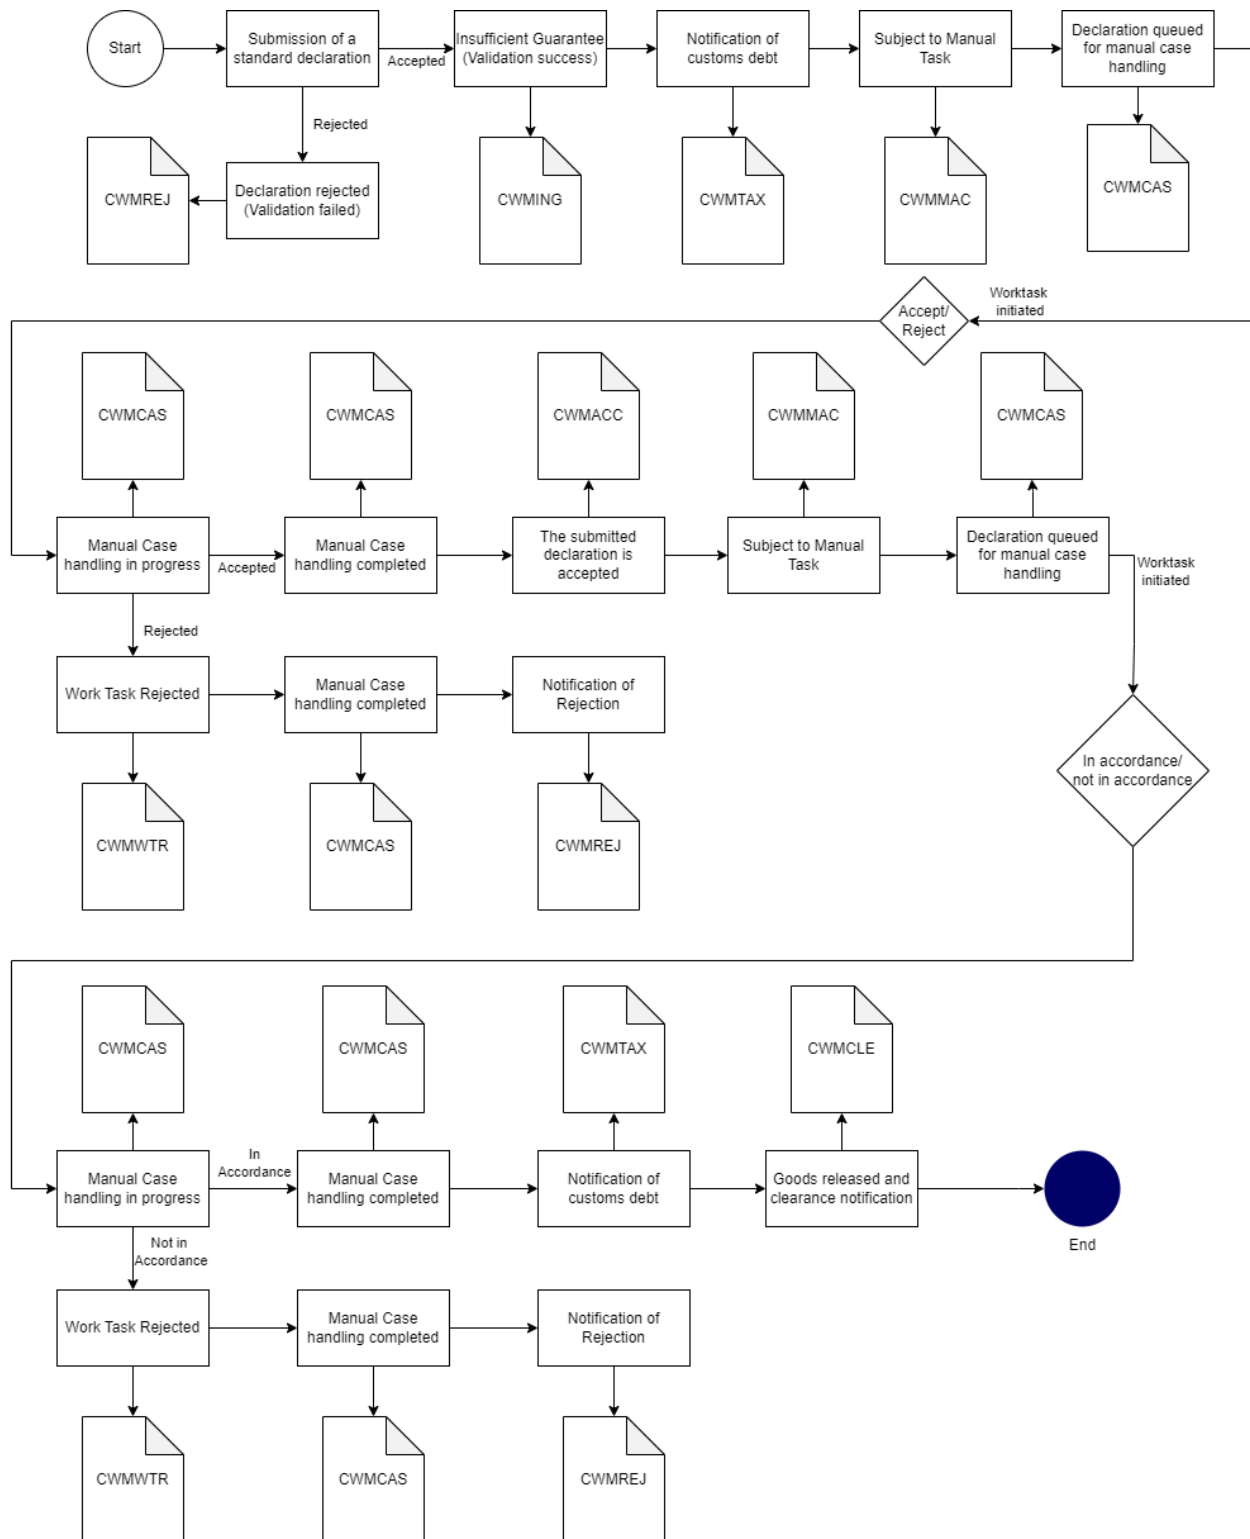 Start
Submission of a
standard declaration
Accepted
Insufficient Guarantee
(Validation success)
Notification of
customs debt
Subject to Manual
Task
Declaration queued
for manual case
handling
Rejected
CWMREJ
Declaration rejected
(Validation failed)
CWMING
CWMTAX
CWMMAC
CWMCAS
Accept/
Reject
Worktask
initiated
CWMCAS
CWMCAS
CWMACC
CWMMAC
CWMCAS
Manual Case
handling in progress
Accepted
Manual Case
handling completed
The submitted
declaration is
accepted
Subject to Manual
Task
Declaration queued
for manual case
handling
Worktask
initiated
Rejected
Work Task Rejected
Manual Case
handling completed
Notification of
Rejection
In accordance/
not in accordance
CWMWTR
CWMCAS
CWMREJ
CWMCAS
CWMCAS
CWMTAX
CWMCLE
Manual Case
handling in progress
In
Accordance
Manual Case
handling completed
Notification of
customs debt
Goods released and
clearance notification
End
Not in
Accordance
Work Task Rejected
Manual Case
handling completed
Notification of
Rejection
CWMWTR
CWMCAS
CWMREJ